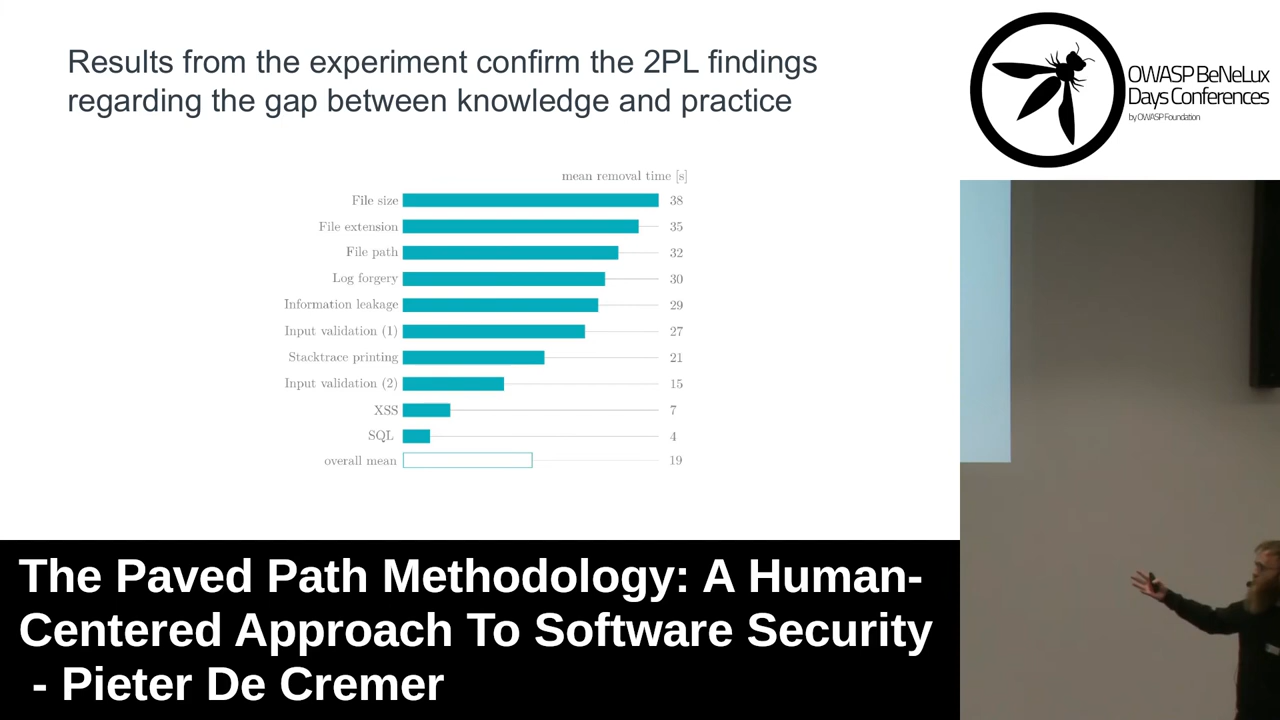 Results from the experiment confirm the 2PL findings
regarding the gap between knowledge and practice
mean removal time [s]
File size 38
File extension 35
File path 32
Log forgery 30
Information leakage 29
Input validation (1) 27
Stacktrace printing 21
Input validation (2) 15
XSS 7
SQL 4
overall mean 19
OWASP BeNeLux
Days Conferences
by OWASP Foundation
The Paved Path Methodology: A Human-
Centered Approach To Software Security
- Pieter De Cremer